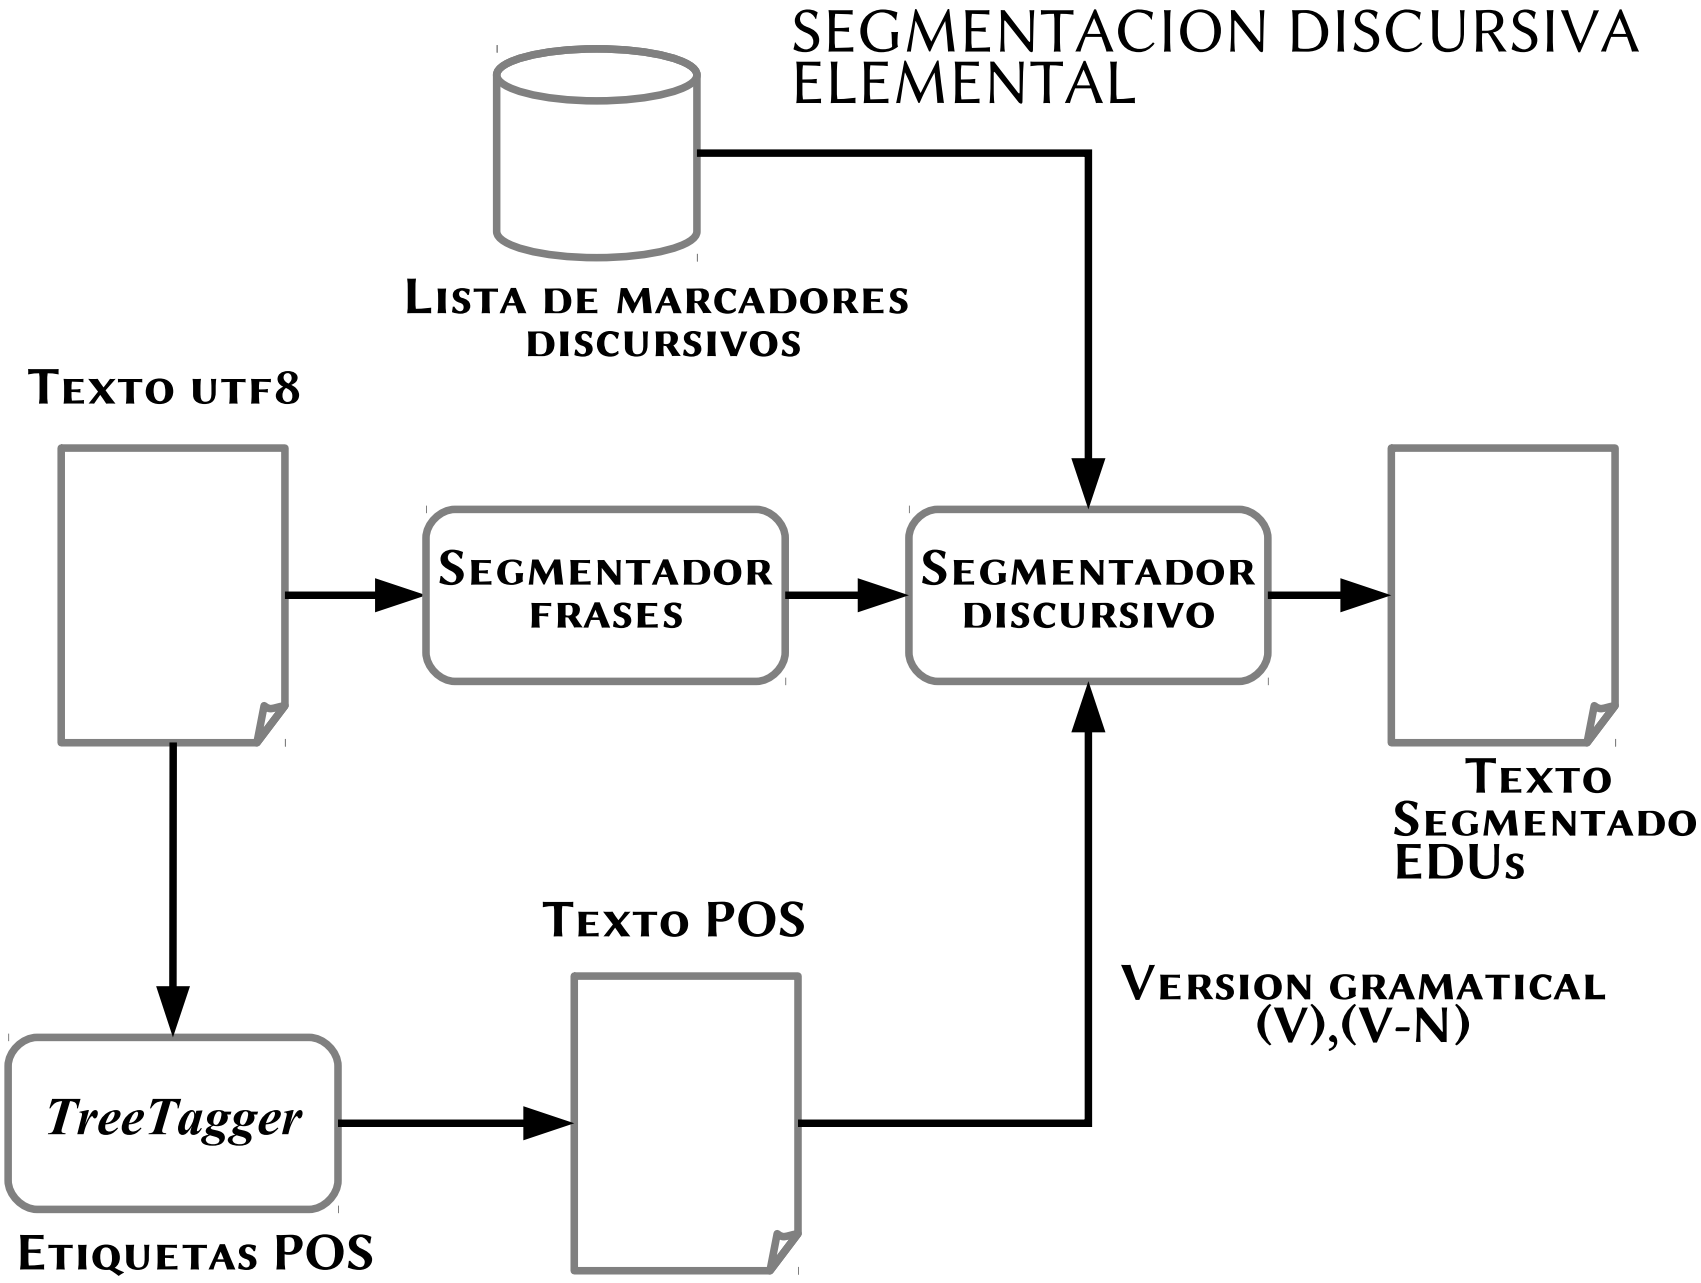 SEGMENTACION DISCURSIVA
ELEMENTAL
Lista de marcadores
discursivos
Texto utf8
Segmentador
frases
Segmentador
discursivo
Texto
Segmentado
EDUs
Texto POS
Version gramatical
(V),(V-N)
TreeTagger
Etiquetas POS